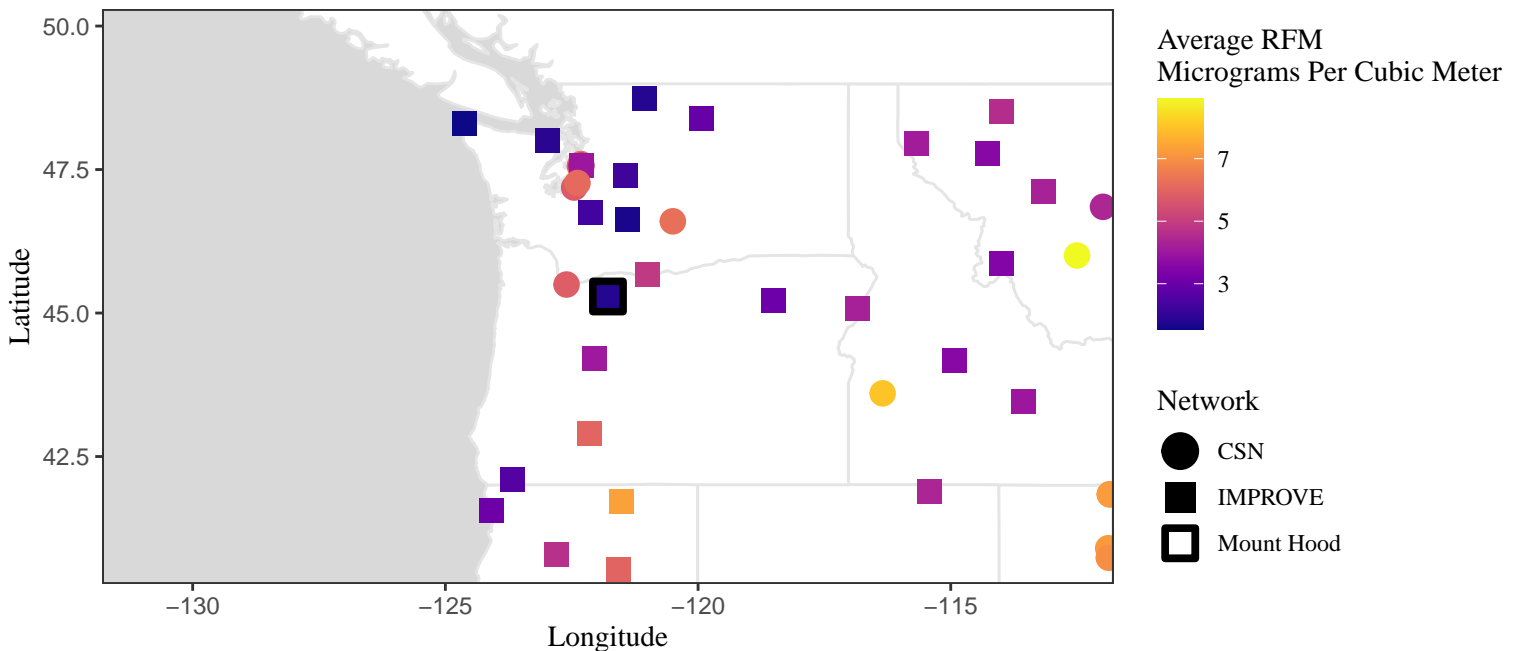 50.0
47.5
45.0
42.5
Latitude
−130
−125
−120
−115
Longitude
Average RFM
Micrograms Per Cubic Meter
7
5
3
Network
CSN
IMPROVE
Mount Hood